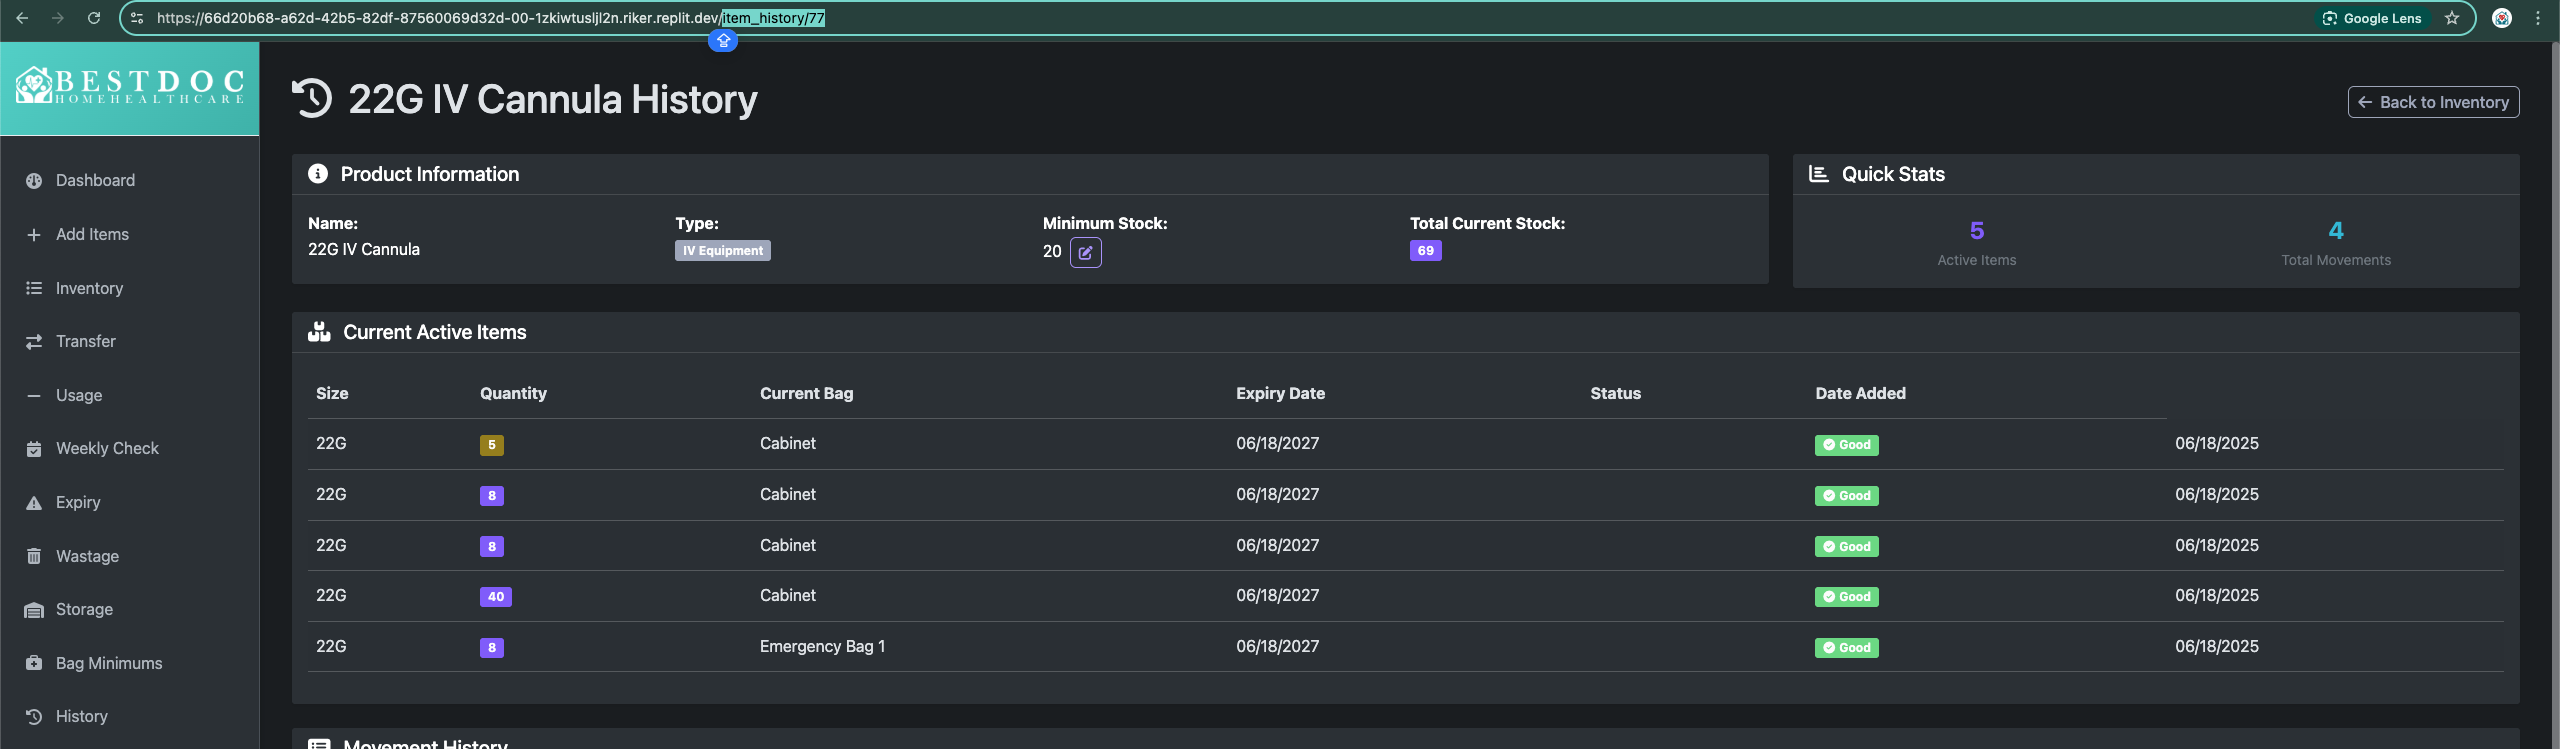 https://66d20b68-a62d-42b5-82df-87560069d32d-00-1zkiwtusljl2n.riker.replit.dev/item_history/77
Google Lens
BESTDOC
HOMEHEALTHCARE
Dashboard
Add Items
Inventory
Transfer
Usage
Weekly Check
Expiry
Wastage
Storage
Bag Minimums
History
22G IV Cannula History
Back to Inventory
Product Information
Name: Type: Minimum Stock: Total Current Stock:
22G IV Cannula IV Equipment 20 69
Quick Stats
5 4
Active Items Total Movements
Current Active Items
Size Quantity Current Bag Expiry Date Status Date Added
22G 5 Cabinet 06/18/2027 Good 06/18/2025
22G 8 Cabinet 06/18/2027 Good 06/18/2025
22G 8 Cabinet 06/18/2027 Good 06/18/2025
22G 40 Cabinet 06/18/2027 Good 06/18/2025
22G 8 Emergency Bag 1 06/18/2027 Good 06/18/2025
Movement History